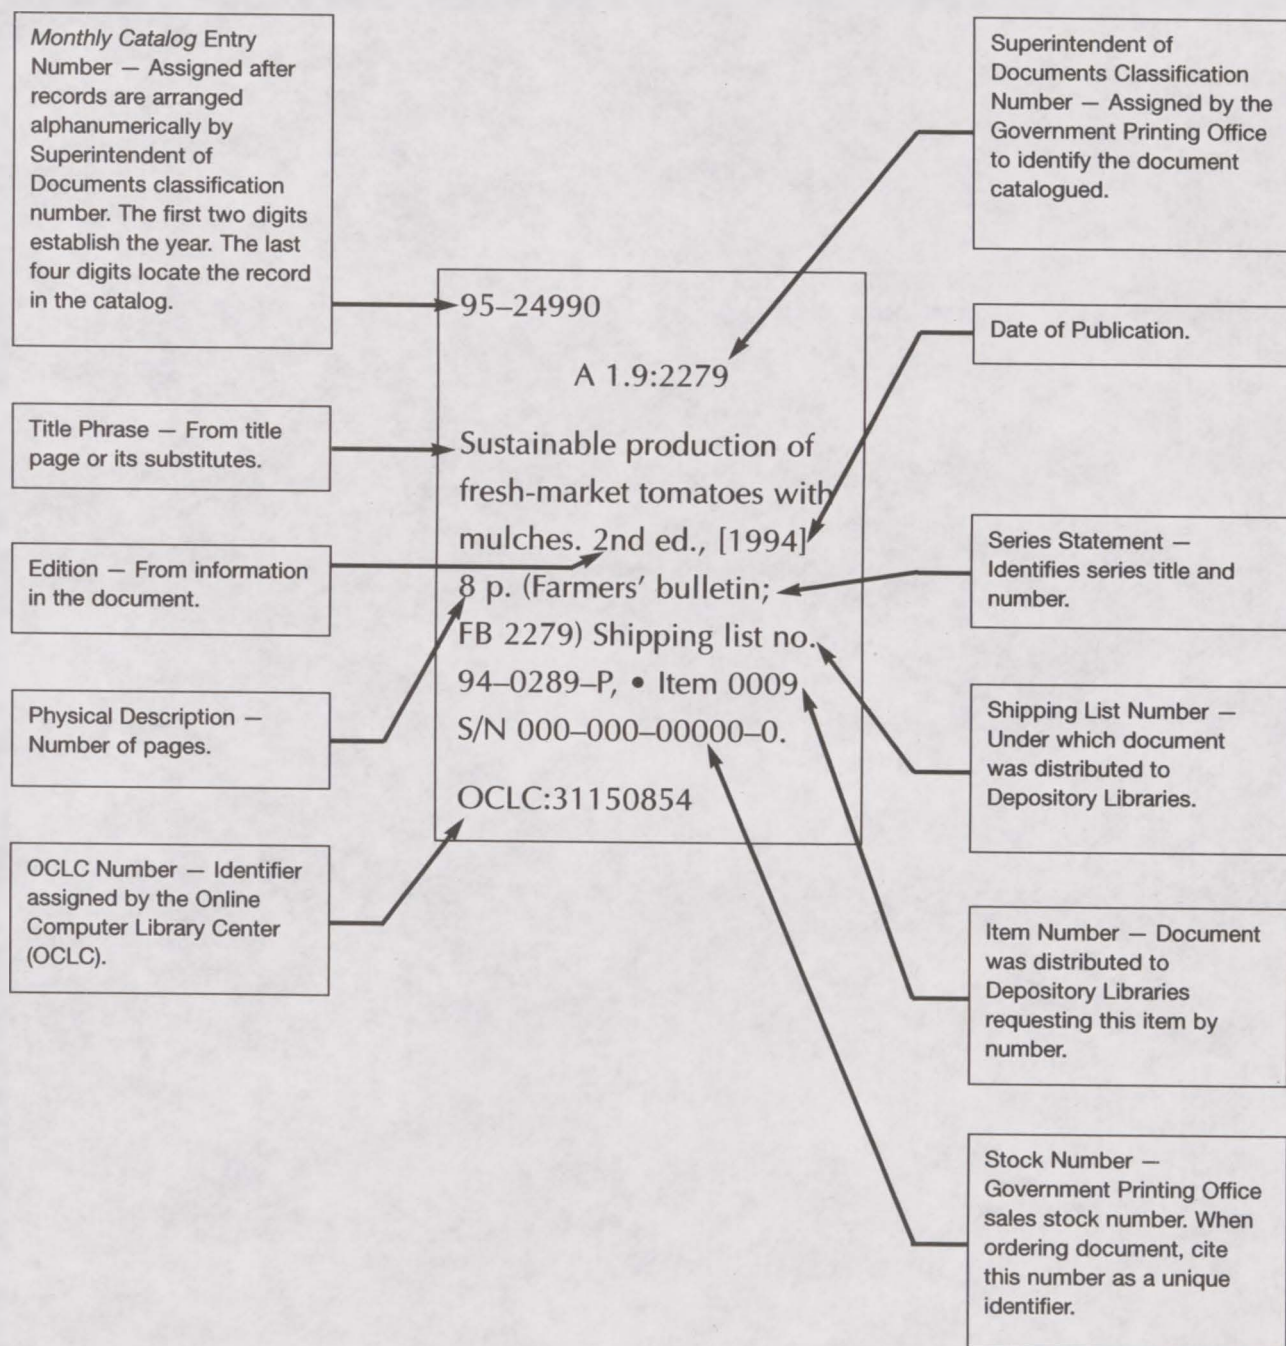 Monthly Catalog Entry
Number — Assigned after
records are arranged
alphanumerically by
Superintendent of
Documents classification
number. The first two digits
establish the year. The last
four digits locate the record
in the catalog.
Title Phrase — From title
page or its substitutes.
Edition — From information
in the document.
Physical Description —
Number of pages.
OCLC Number — Identifier
assigned by the Online
Computer Library Center
(OCLC).
95–24990
A 1.9:2279
Sustainable production of
fresh-market tomatoes with
mulches. 2nd ed., [1994]
8 p. (Farmers’ bulletin;
FB 2279) Shipping list no.
94–0289–P, • Item 0009
S/N 000–000–00000–0.
OCLC:31150854
Superintendent of
Documents Classification
Number — Assigned by the
Government Printing Office
to identify the document
catalogued.
Date of Publication.
Series Statement —
Identifies series title and
number.
Shipping List Number —
Under which document
was distributed to
Depository Libraries.
Item Number — Document
was distributed to
Depository Libraries
requesting this item by
number.
Stock Number —
Government Printing Office
sales stock number. When
ordering document, cite
this number as a unique
identifier.